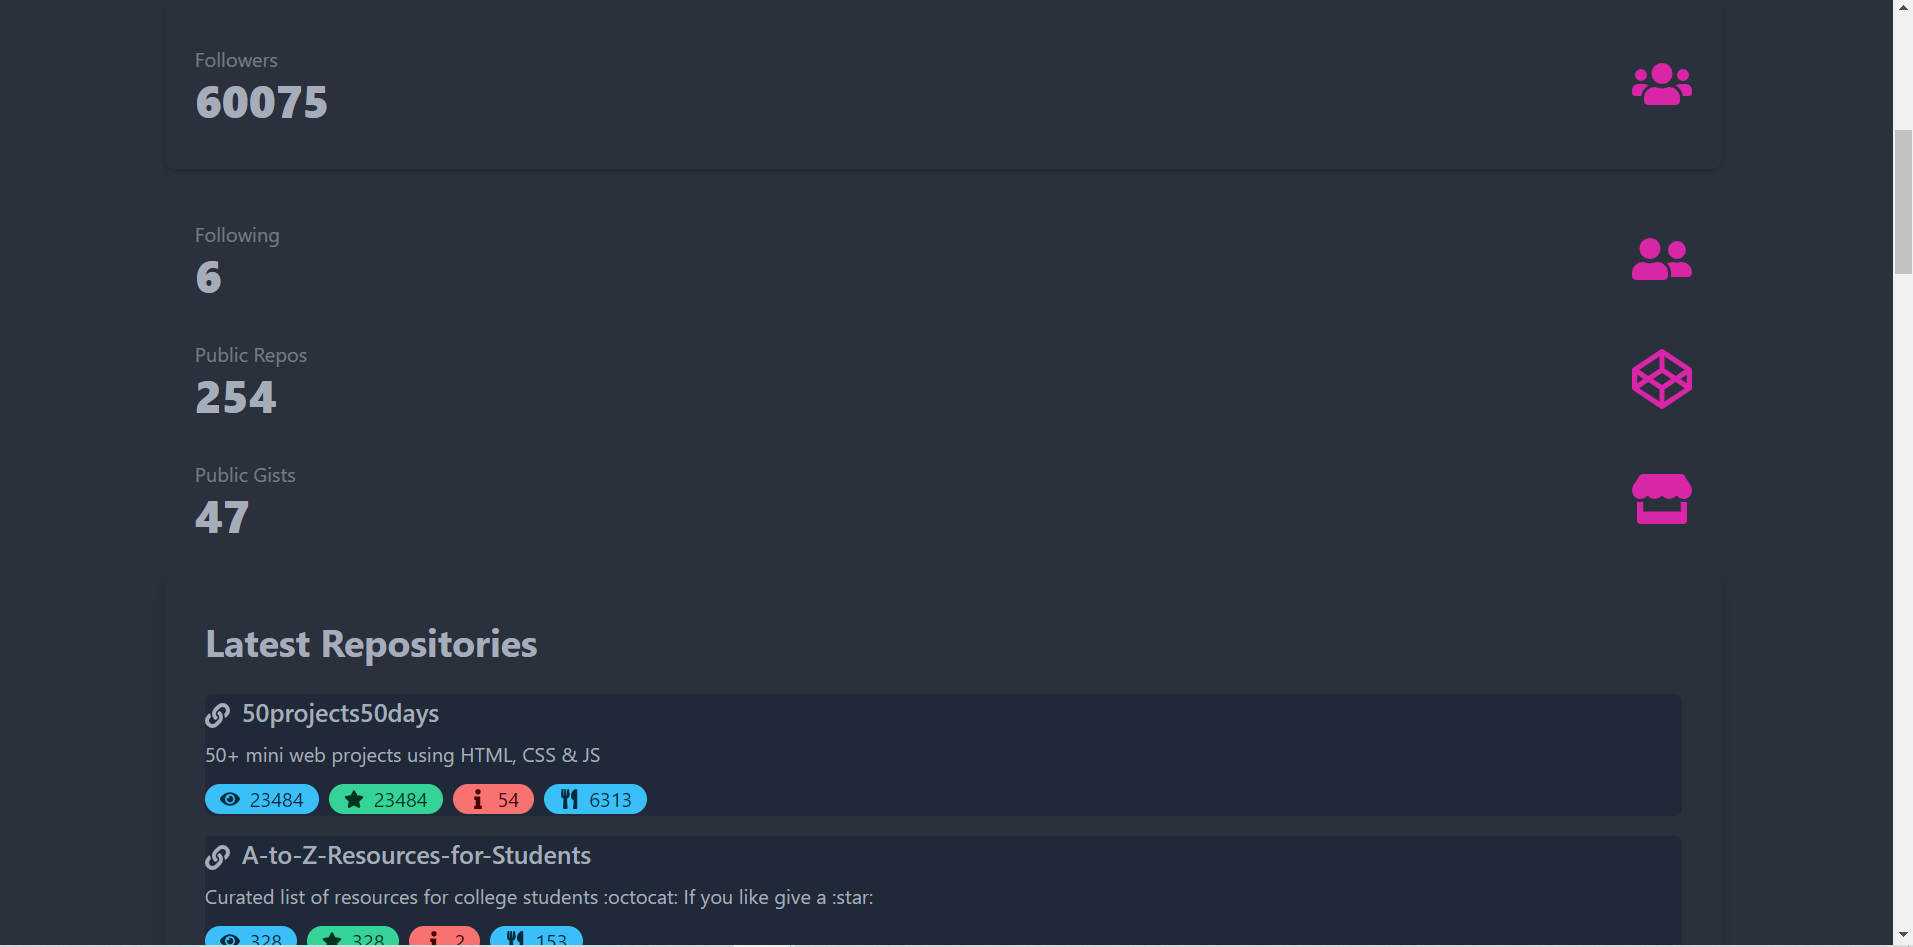 Followers
60075
Following
6
Public Repos
254
Public Gists
47
Latest Repositories
50projects50days
50+ mini web projects using HTML, CSS & JS
23484 23484 54 6313
A-to-Z-Resources-for-Students
Curated list of resources for college students :octocat: If you like give a :star:
328 328 2 153